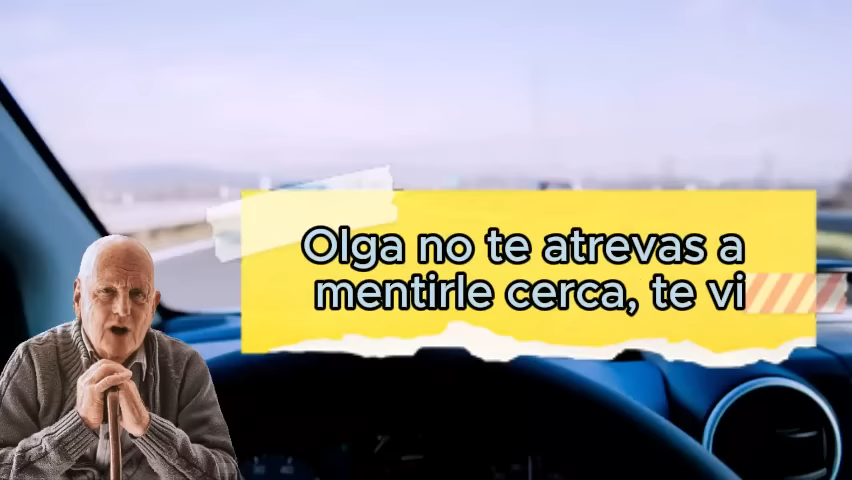 Olga no te atrevas a
mentirle cerca, te vi